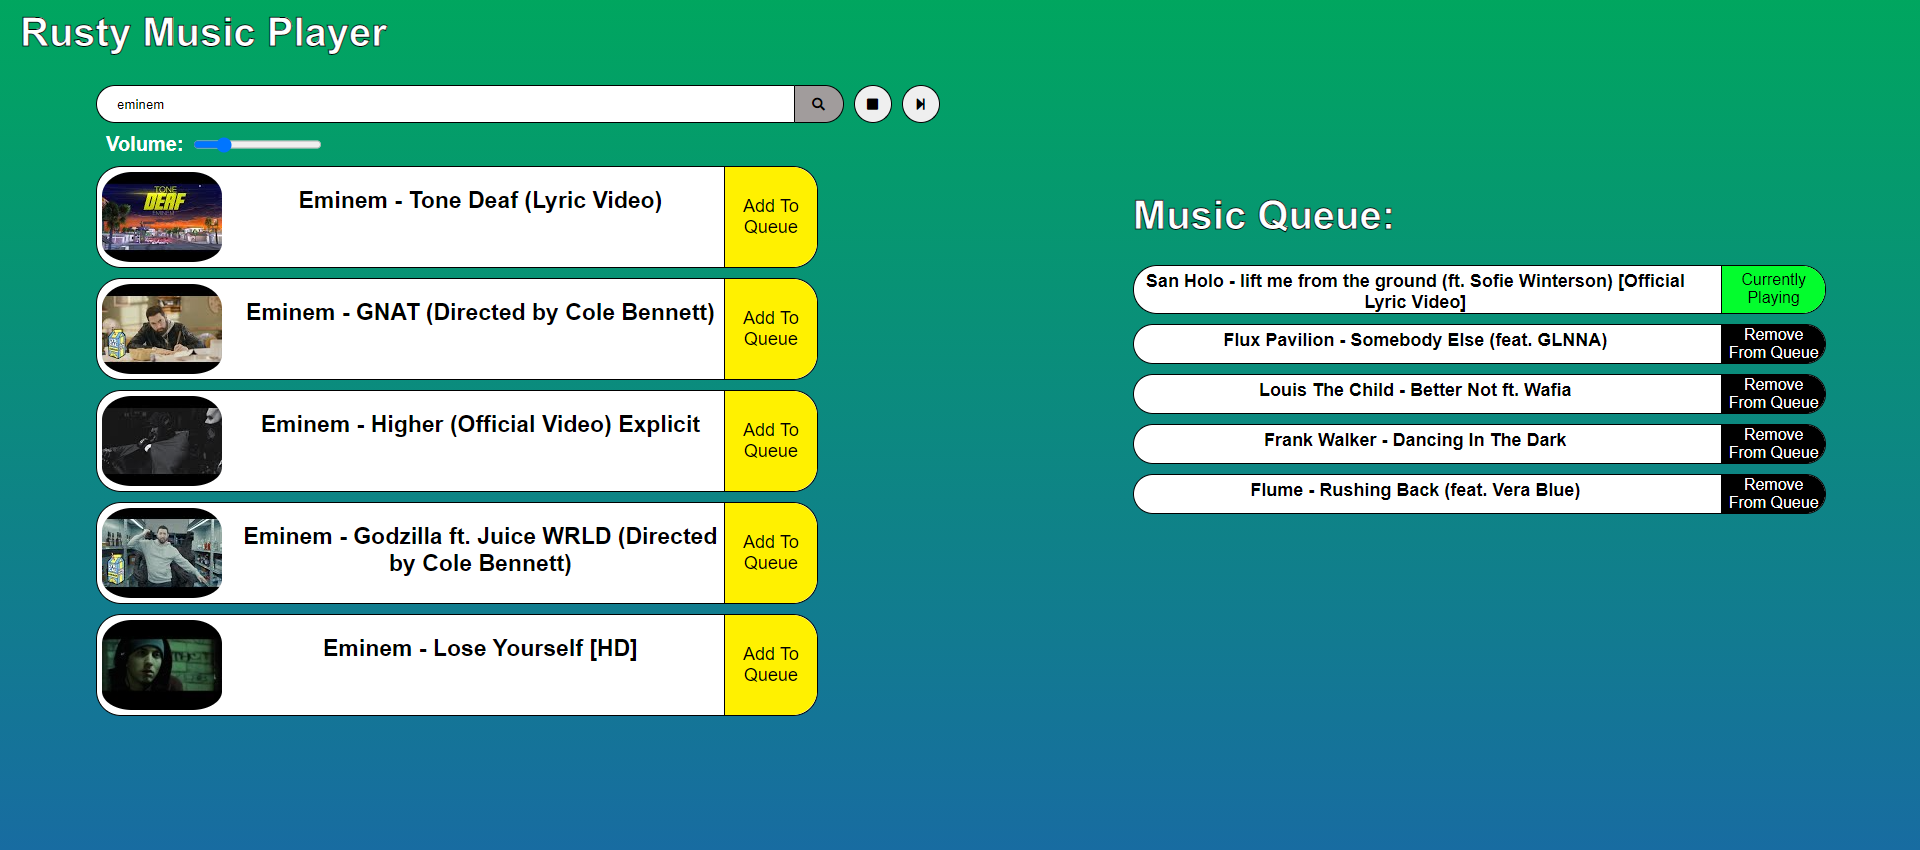 Rusty Music Player
eminem
Volume:
TONE
DEAF
EMINEM
Eminem - Tone Deaf (Lyric Video)
Add To
Queue
Eminem - GNAT (Directed by Cole Bennett)
Add To
Queue
Eminem - Higher (Official Video) Explicit
Add To
Queue
Eminem - Godzilla ft. Juice WRLD (Directed
by Cole Bennett)
Add To
Queue
Eminem - Lose Yourself [HD]
Add To
Queue
Music Queue:
San Holo - lift me from the ground (ft. Sofie Winterson) [Official
Lyric Video]
Currently
Playing
Flux Pavilion - Somebody Else (feat. GLNNA)
Remove
From Queue
Louis The Child - Better Not ft. Wafia
Remove
From Queue
Frank Walker - Dancing In The Dark
Remove
From Queue
Flume - Rushing Back (feat. Vera Blue)
Remove
From Queue